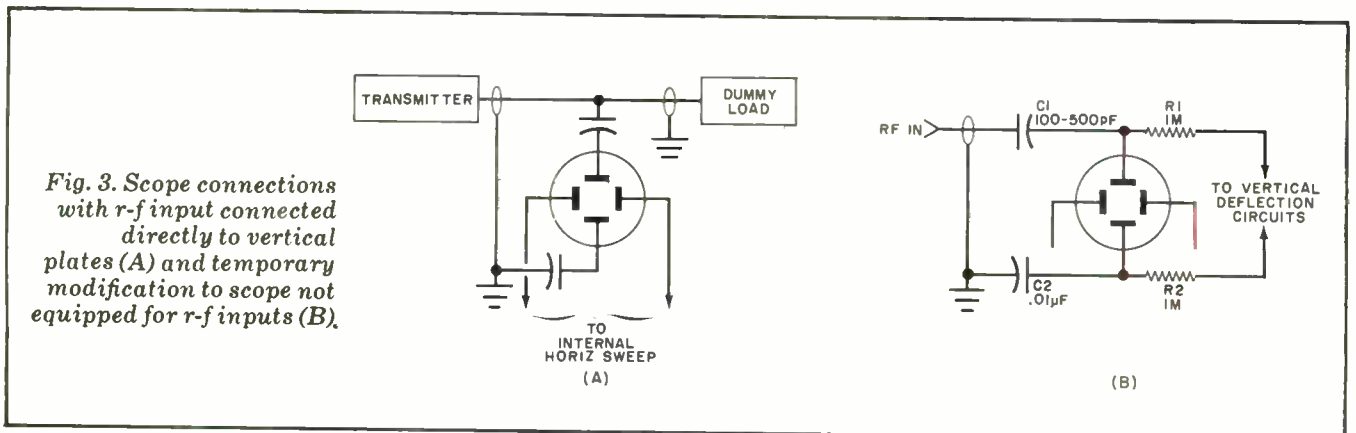 Fig. 3. Scope connections
with r-f input connected
directly to vertical
plates (A) and temporary
modification to scope not
equipped for r-f inputs (B).
TRANSMITTER
DUMMY
LOAD
TO
INTERNAL
HORIZ SWEEP
(A)
RF IN
C1
100-500pF
R1
1M
TO VERTICAL
DEFLECTION
CIRCUITS
C2
.01µF
R2
1M
(B)